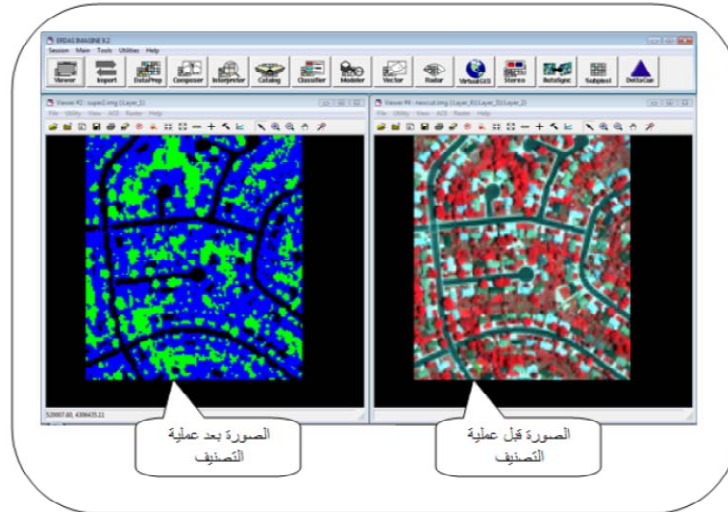 ERDAS IMAGINE 9.2
Session Main Tools Utilities Help
Viewer Import DataPrep Composer Interpreter Catalog Classifier Modeler Vector Radar VirtualGIS Stereo AutoSync Subpixel DeltaCue
File Utility View AOI Raster Help
File Utility View AOI Raster Help
الصورة بعد عملية
التصنيف
الصورة قبل عملية
التصنيف